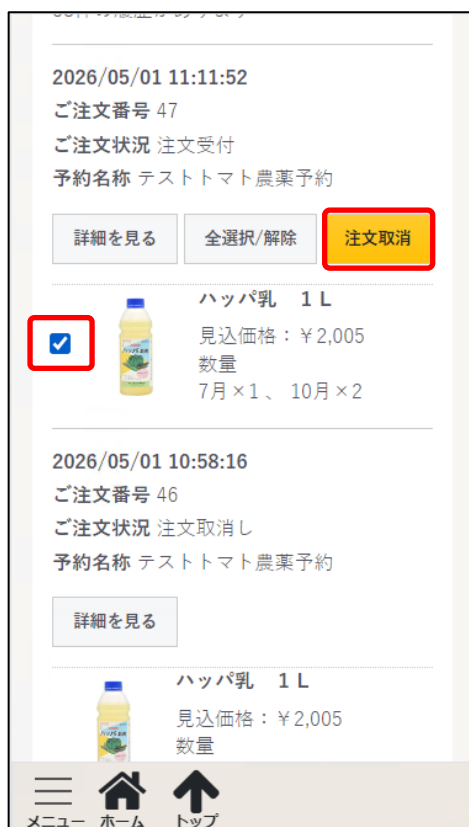 2026/05/01 11:11:52
ご注文番号 47
ご注文状況 注文受付
予約名称 テストトマト農薬予約
詳細を見る 全選択/解除 注文取消
ハッパ乳 1L
見込価格：￥2,005
数量
7月×1 、 10月×2
2026/05/01 10:58:16
ご注文番号 46
ご注文状況 注文取消し
予約名称 テストトマト農薬予約
詳細を見る
ハッパ乳 1L
見込価格：￥2,005
数量
メニュー ホーム トップ